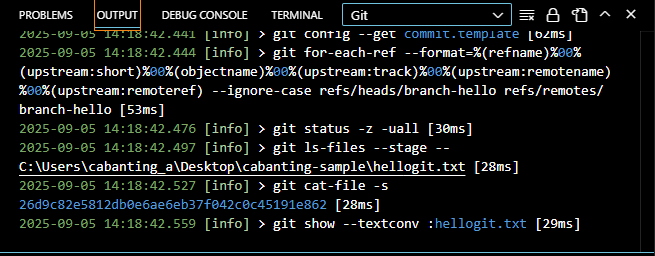 PROBLEMS OUTPUT DEBUG CONSOLE TERMINAL Git
2025-09-05 14:18:42.441 [info] > git config --get commit.template [62ms]
2025-09-05 14:18:42.444 [info] > git for-each-ref --format=%(refname)%00%
(upstream:short)%00%(objectname)%00%(upstream:track)%00%(upstream:remotename)
%00%(upstream:remoteref) --ignore-case refs/heads/branch-hello refs/remotes/
branch-hello [53ms]
2025-09-05 14:18:42.476 [info] > git status -z -uall [30ms]
2025-09-05 14:18:42.497 [info] > git ls-files --stage --
C:\Users\cabanting_a\Desktop\cabanting-sample\hellogit.txt [28ms]
2025-09-05 14:18:42.527 [info] > git cat-file -s
26d9c82e5812db0e6ae6eb37f042c0c45191e862 [28ms]
2025-09-05 14:18:42.559 [info] > git show --textconv :hellogit.txt [29ms]